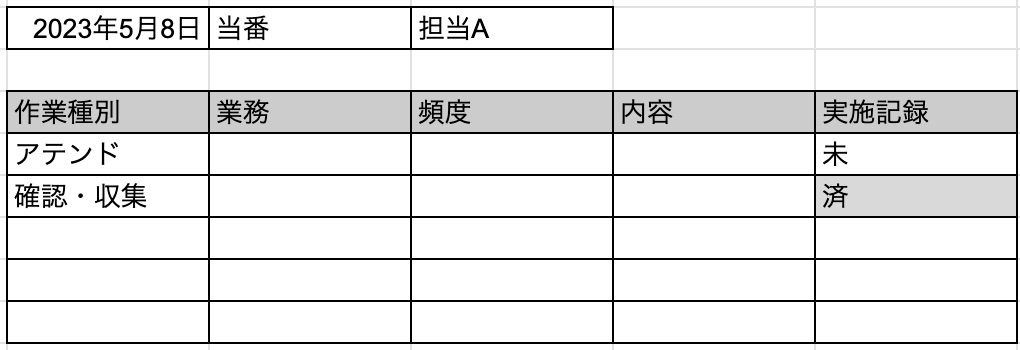 2023年5月8日 当番 担当A
作業種別 業務 頻度 内容 実施記録
アテンド 未
確認・収集 済